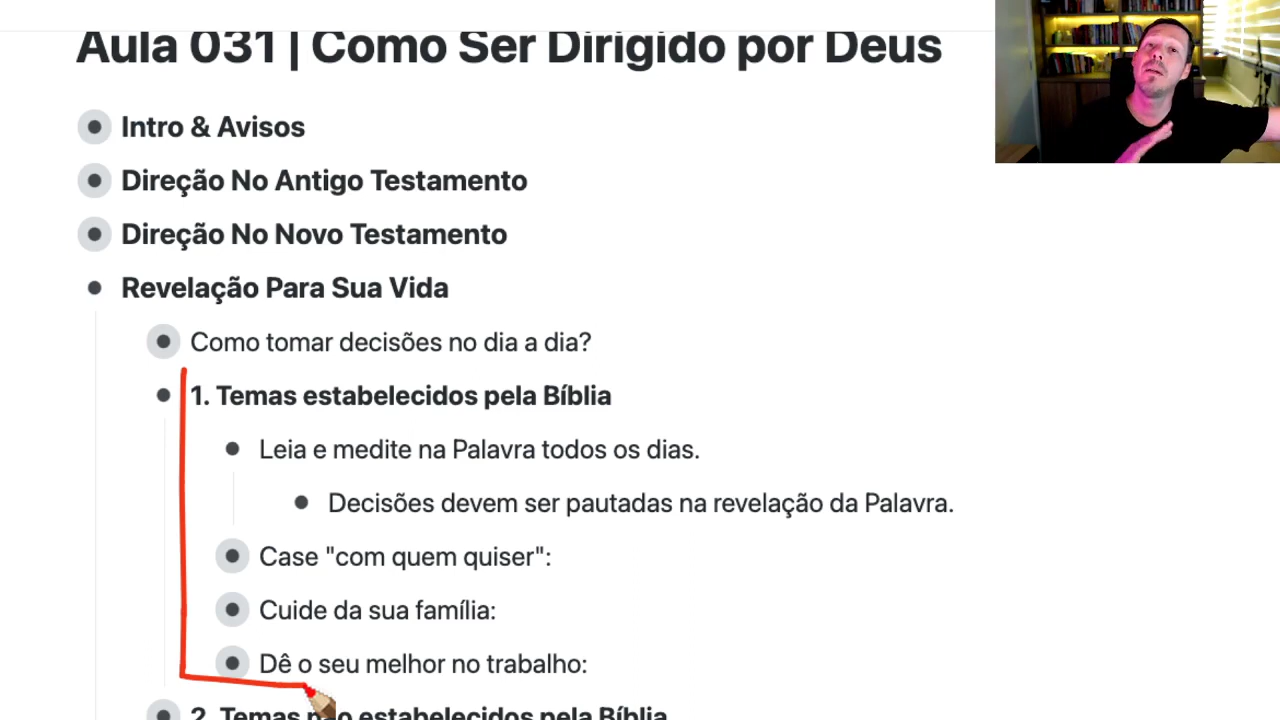 Aula 031 | Como Ser Dirigido por Deus
Intro & Avisos
Direção No Antigo Testamento
Direção No Novo Testamento
Revelação Para Sua Vida
Como tomar decisões no dia a dia?
1. Temas estabelecidos pela Bíblia
Leia e medite na Palavra todos os dias.
Decisões devem ser pautadas na revelação da Palavra.
Case "com quem quiser":
Cuide da sua família:
Dê o seu melhor no trabalho:
2. Temas não estabelecidos pela Bíblia